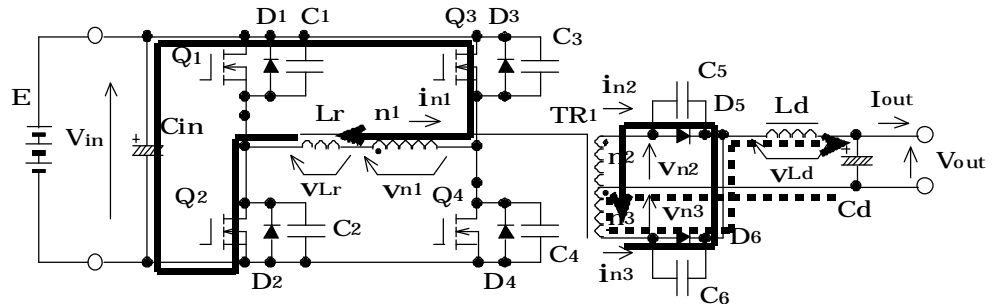 D1
C1
Q3
D3
Q1
C3
C5
E
Vin
Cin
Lr
n1
in1
TR1
in2
D5
Ld
Iout
n2
vn2
vLd
Vout
vLr
vn1
Q2
Q4
n3
vn3
Cd
C2
C4
D6
D2
D4
in3
C6